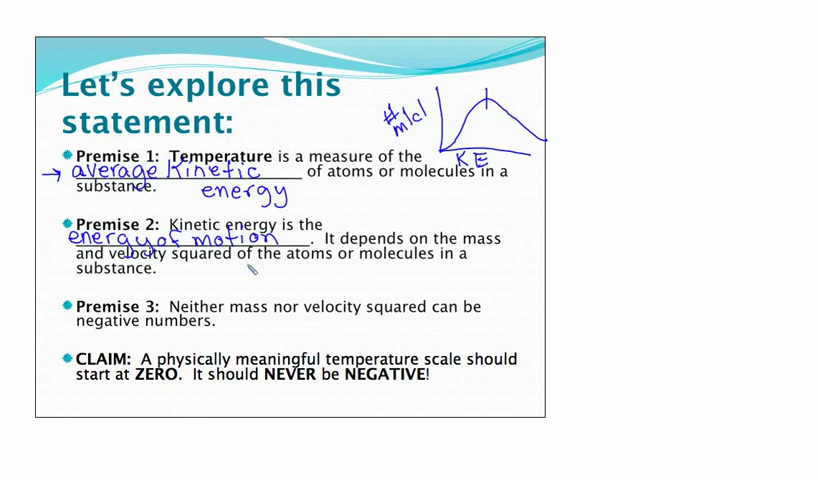 Let's explore this
statement:
Premise 1: Temperature is a measure of the
→ average kinetic of atoms or molecules in a
substance. energy
Premise 2: Kinetic energy is the
energy of motion. It depends on the mass
and velocity squared of the atoms or molecules in a
substance.
Premise 3: Neither mass nor velocity squared can be
negative numbers.
CLAIM: A physically meaningful temperature scale should
start at ZERO. It should NEVER be NEGATIVE!
#
mlcl
KE